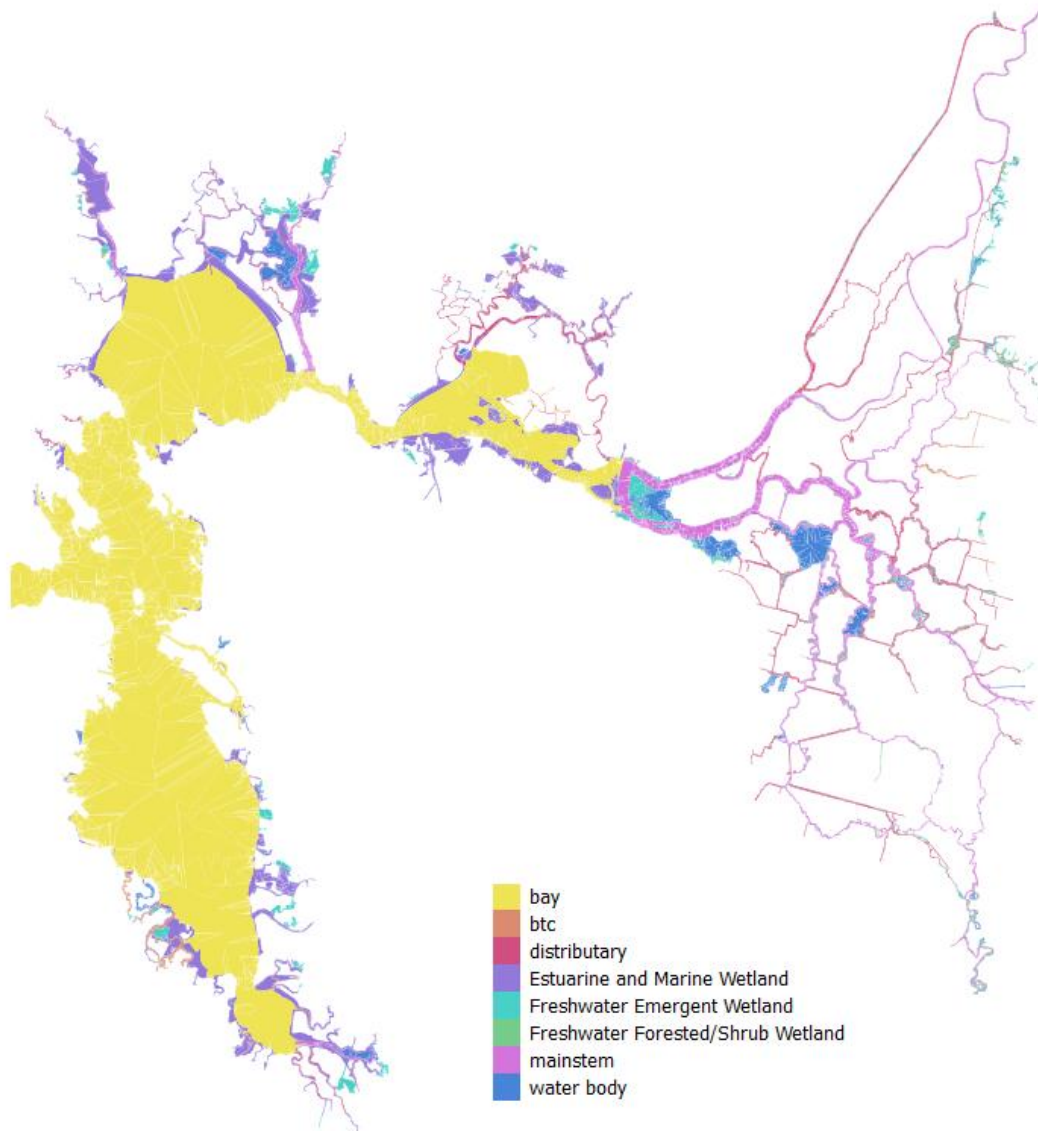 bay
btc
distributary
Estuarine and Marine Wetland
Freshwater Emergent Wetland
Freshwater Forested/Shrub Wetland
mainstem
water body